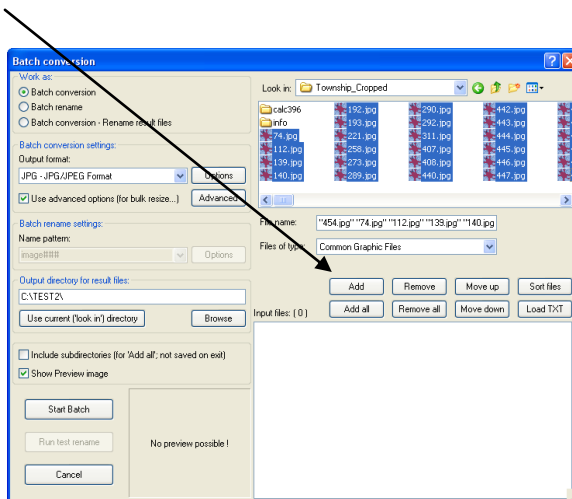 Batch conversion
Work as:
Batch conversion
Batch rename
Batch conversion - Rename result files
Batch conversion settings:
Output format:
JPG - JPG/JPEG Format
Options
Use advanced options (for bulk resize...)
Advanced
Batch rename settings:
Name pattern:
image###
Options
Output directory for result files:
C:\TEST2\
Use current ('look in') directory
Browse
Include subdirectories (for 'Add all'; not saved on exit)
Show Preview image
Start Batch
Run test rename
Cancel
No preview possible !
Look in: Township_Cropped
calc396 192.jpg 290.jpg 442.jpg
info 193.jpg 292.jpg 443.jpg
74.jpg 221.jpg 311.jpg 444.jpg
112.jpg 258.jpg 407.jpg 445.jpg
139.jpg 273.jpg 408.jpg 446.jpg
140.jpg 289.jpg 440.jpg 447.jpg
File name: "454.jpg" "74.jpg" "112.jpg" "139.jpg" "140.jpg
Files of type: Common Graphic Files
Add Remove Move up Sort files
Input files: ( 0 ) Add all Remove all Move down Load TXT